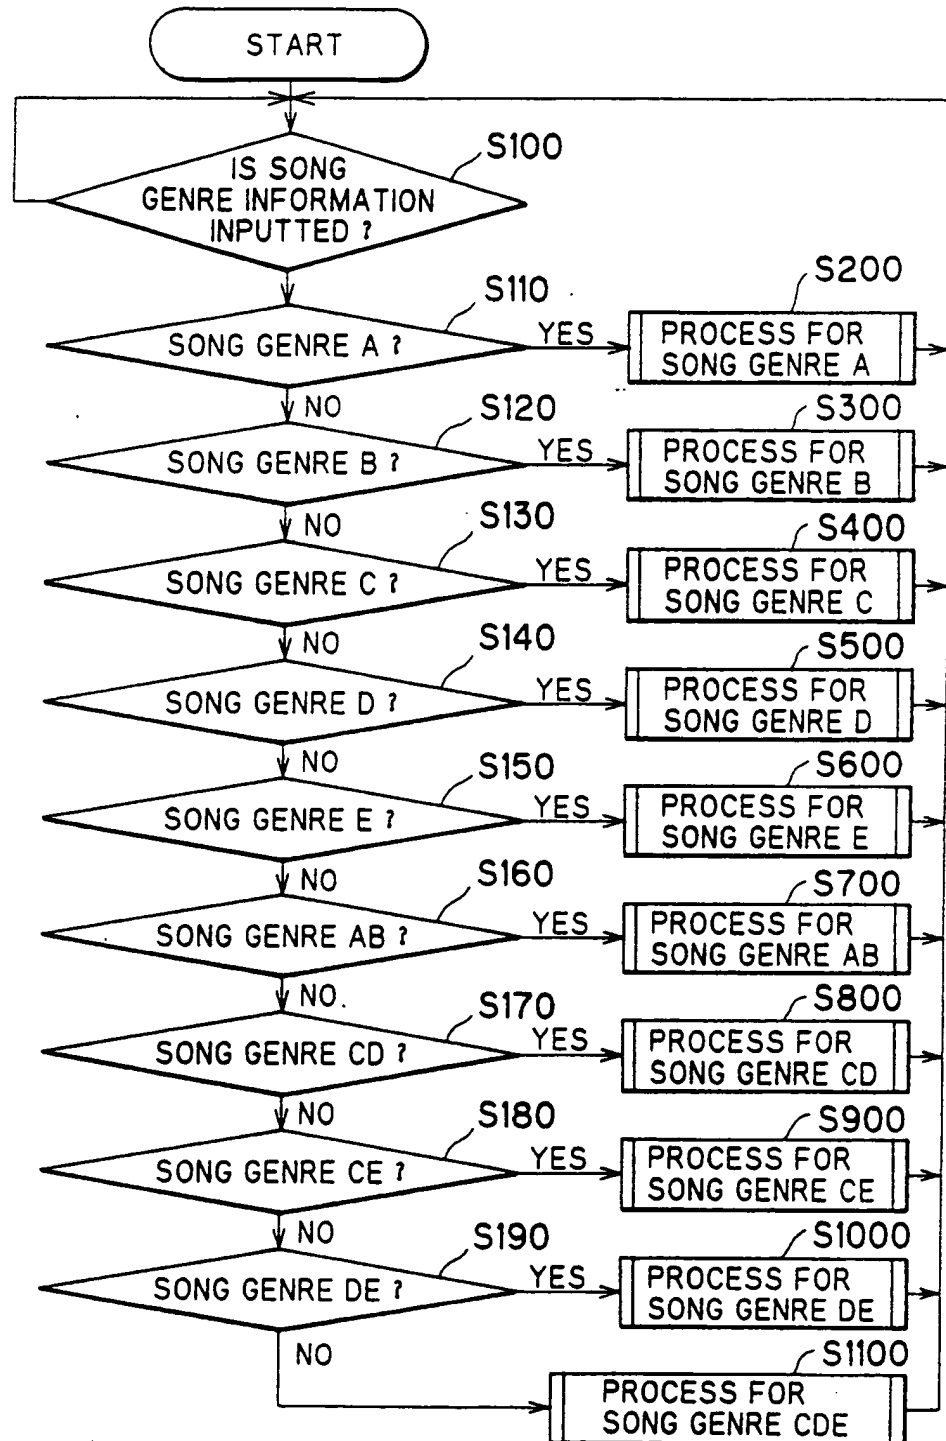 START
S100
IS SONG
GENRE INFORMATION
INPUTTED ?
S110
SONG GENRE A ?
YES
S200
PROCESS FOR
SONG GENRE A
NO
S120
SONG GENRE B ?
YES
S300
PROCESS FOR
SONG GENRE B
NO
S130
SONG GENRE C ?
YES
S400
PROCESS FOR
SONG GENRE C
NO
S140
SONG GENRE D ?
YES
S500
PROCESS FOR
SONG GENRE D
NO
S150
SONG GENRE E ?
YES
S600
PROCESS FOR
SONG GENRE E
NO
S160
SONG GENRE AB ?
YES
S700
PROCESS FOR
SONG GENRE AB
NO
S170
SONG GENRE CD ?
YES
S800
PROCESS FOR
SONG GENRE CD
NO
S180
SONG GENRE CE ?
YES
S900
PROCESS FOR
SONG GENRE CE
NO
S190
SONG GENRE DE ?
YES
S1000
PROCESS FOR
SONG GENRE DE
NO
S1100
PROCESS FOR
SONG GENRE CDE